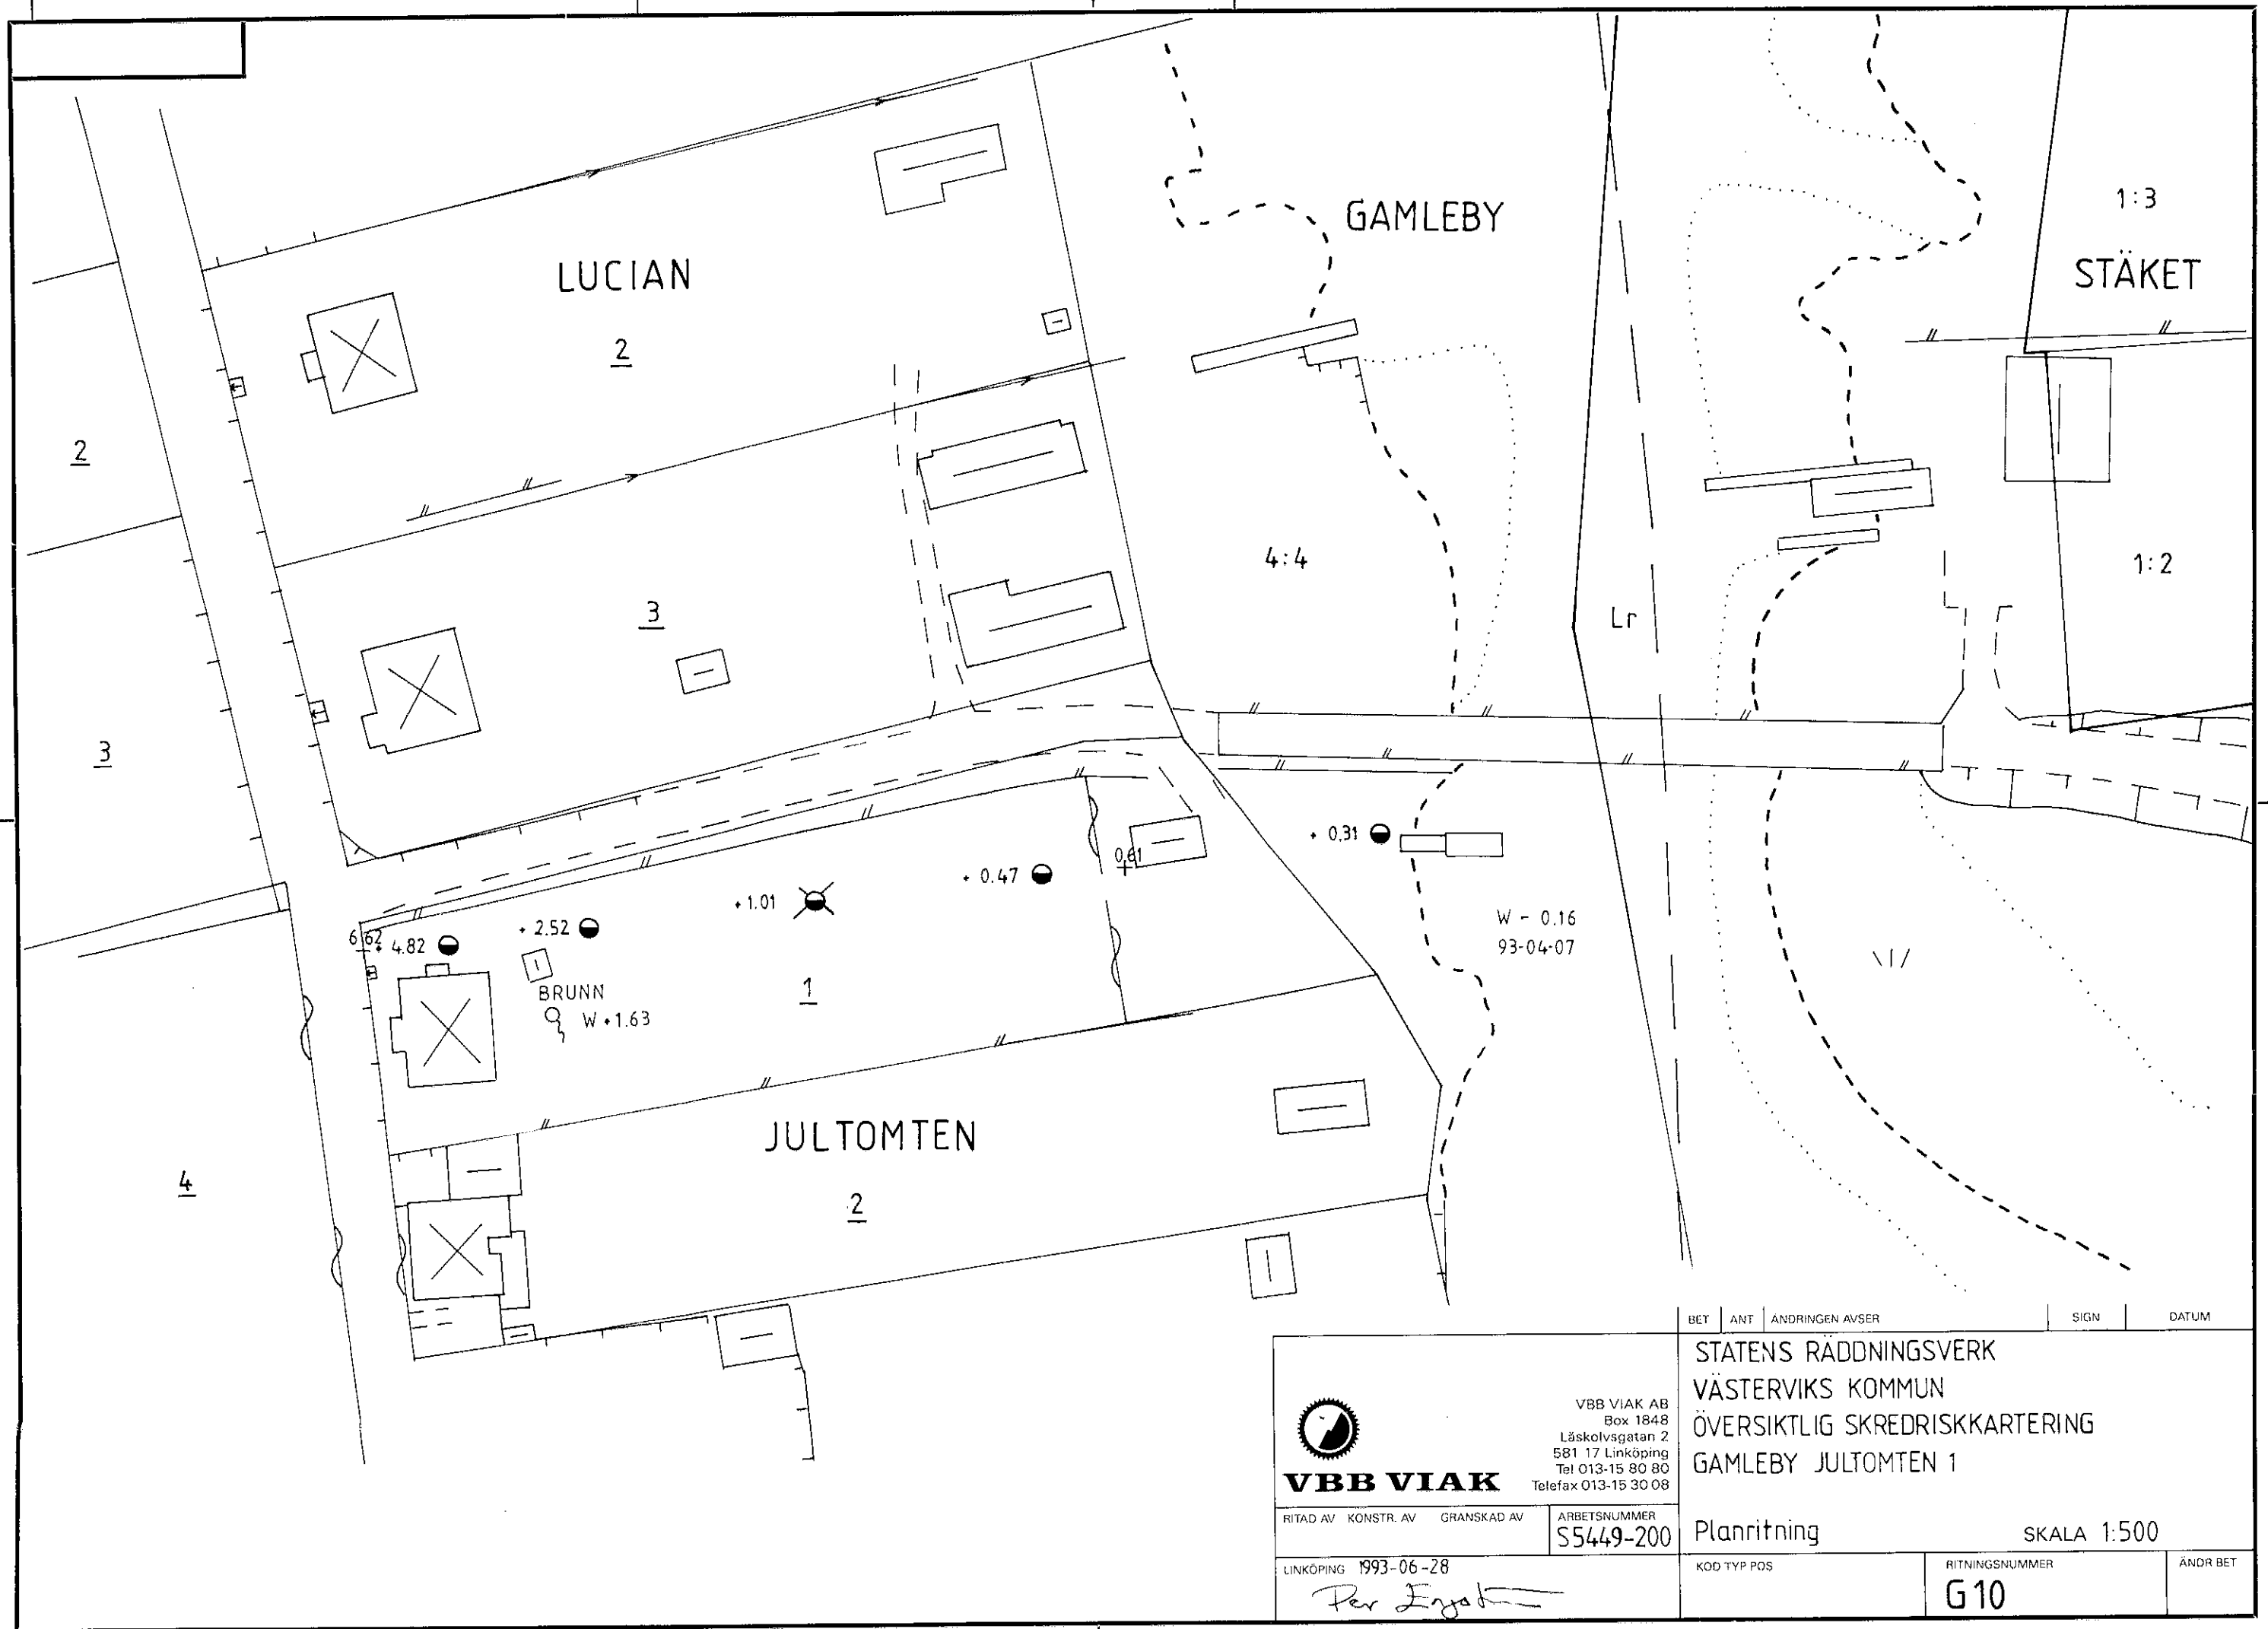 GAMLEBY
1:3
STÄKET
LUCIAN
2
2
4:4
1:2
3
Lr
3
+ 0.31
0.61
+ 0.47
+ 1.01
W - 0.16
93-04-07
+ 2.52
6.62
+ 4.82
BRUNN
W + 1.63
1
JULTOMTEN
4
2
BET ANT ÄNDRINGEN AVSER SIGN DATUM
STATENS RÄDDNINGSVERK
VÄSTERVIKS KOMMUN
ÖVERSIKTLIG SKREDRISKKARTERING
GAMLEBY JULTOMTEN 1
Planritning SKALA 1:500
VBB VIAK AB
Box 1848
Låskolvsgatan 2
581 17 Linköping
Tel 013-15 80 80
Telefax 013-15 30 08
VBB VIAK
RITAD AV KONSTR. AV GRANSKAD AV ARBETSNUMMER
S5449-200
LINKÖPING 1993-06-28
Per
KOD TYP POS RITNINGSNUMMER ÄNDR BET
G10